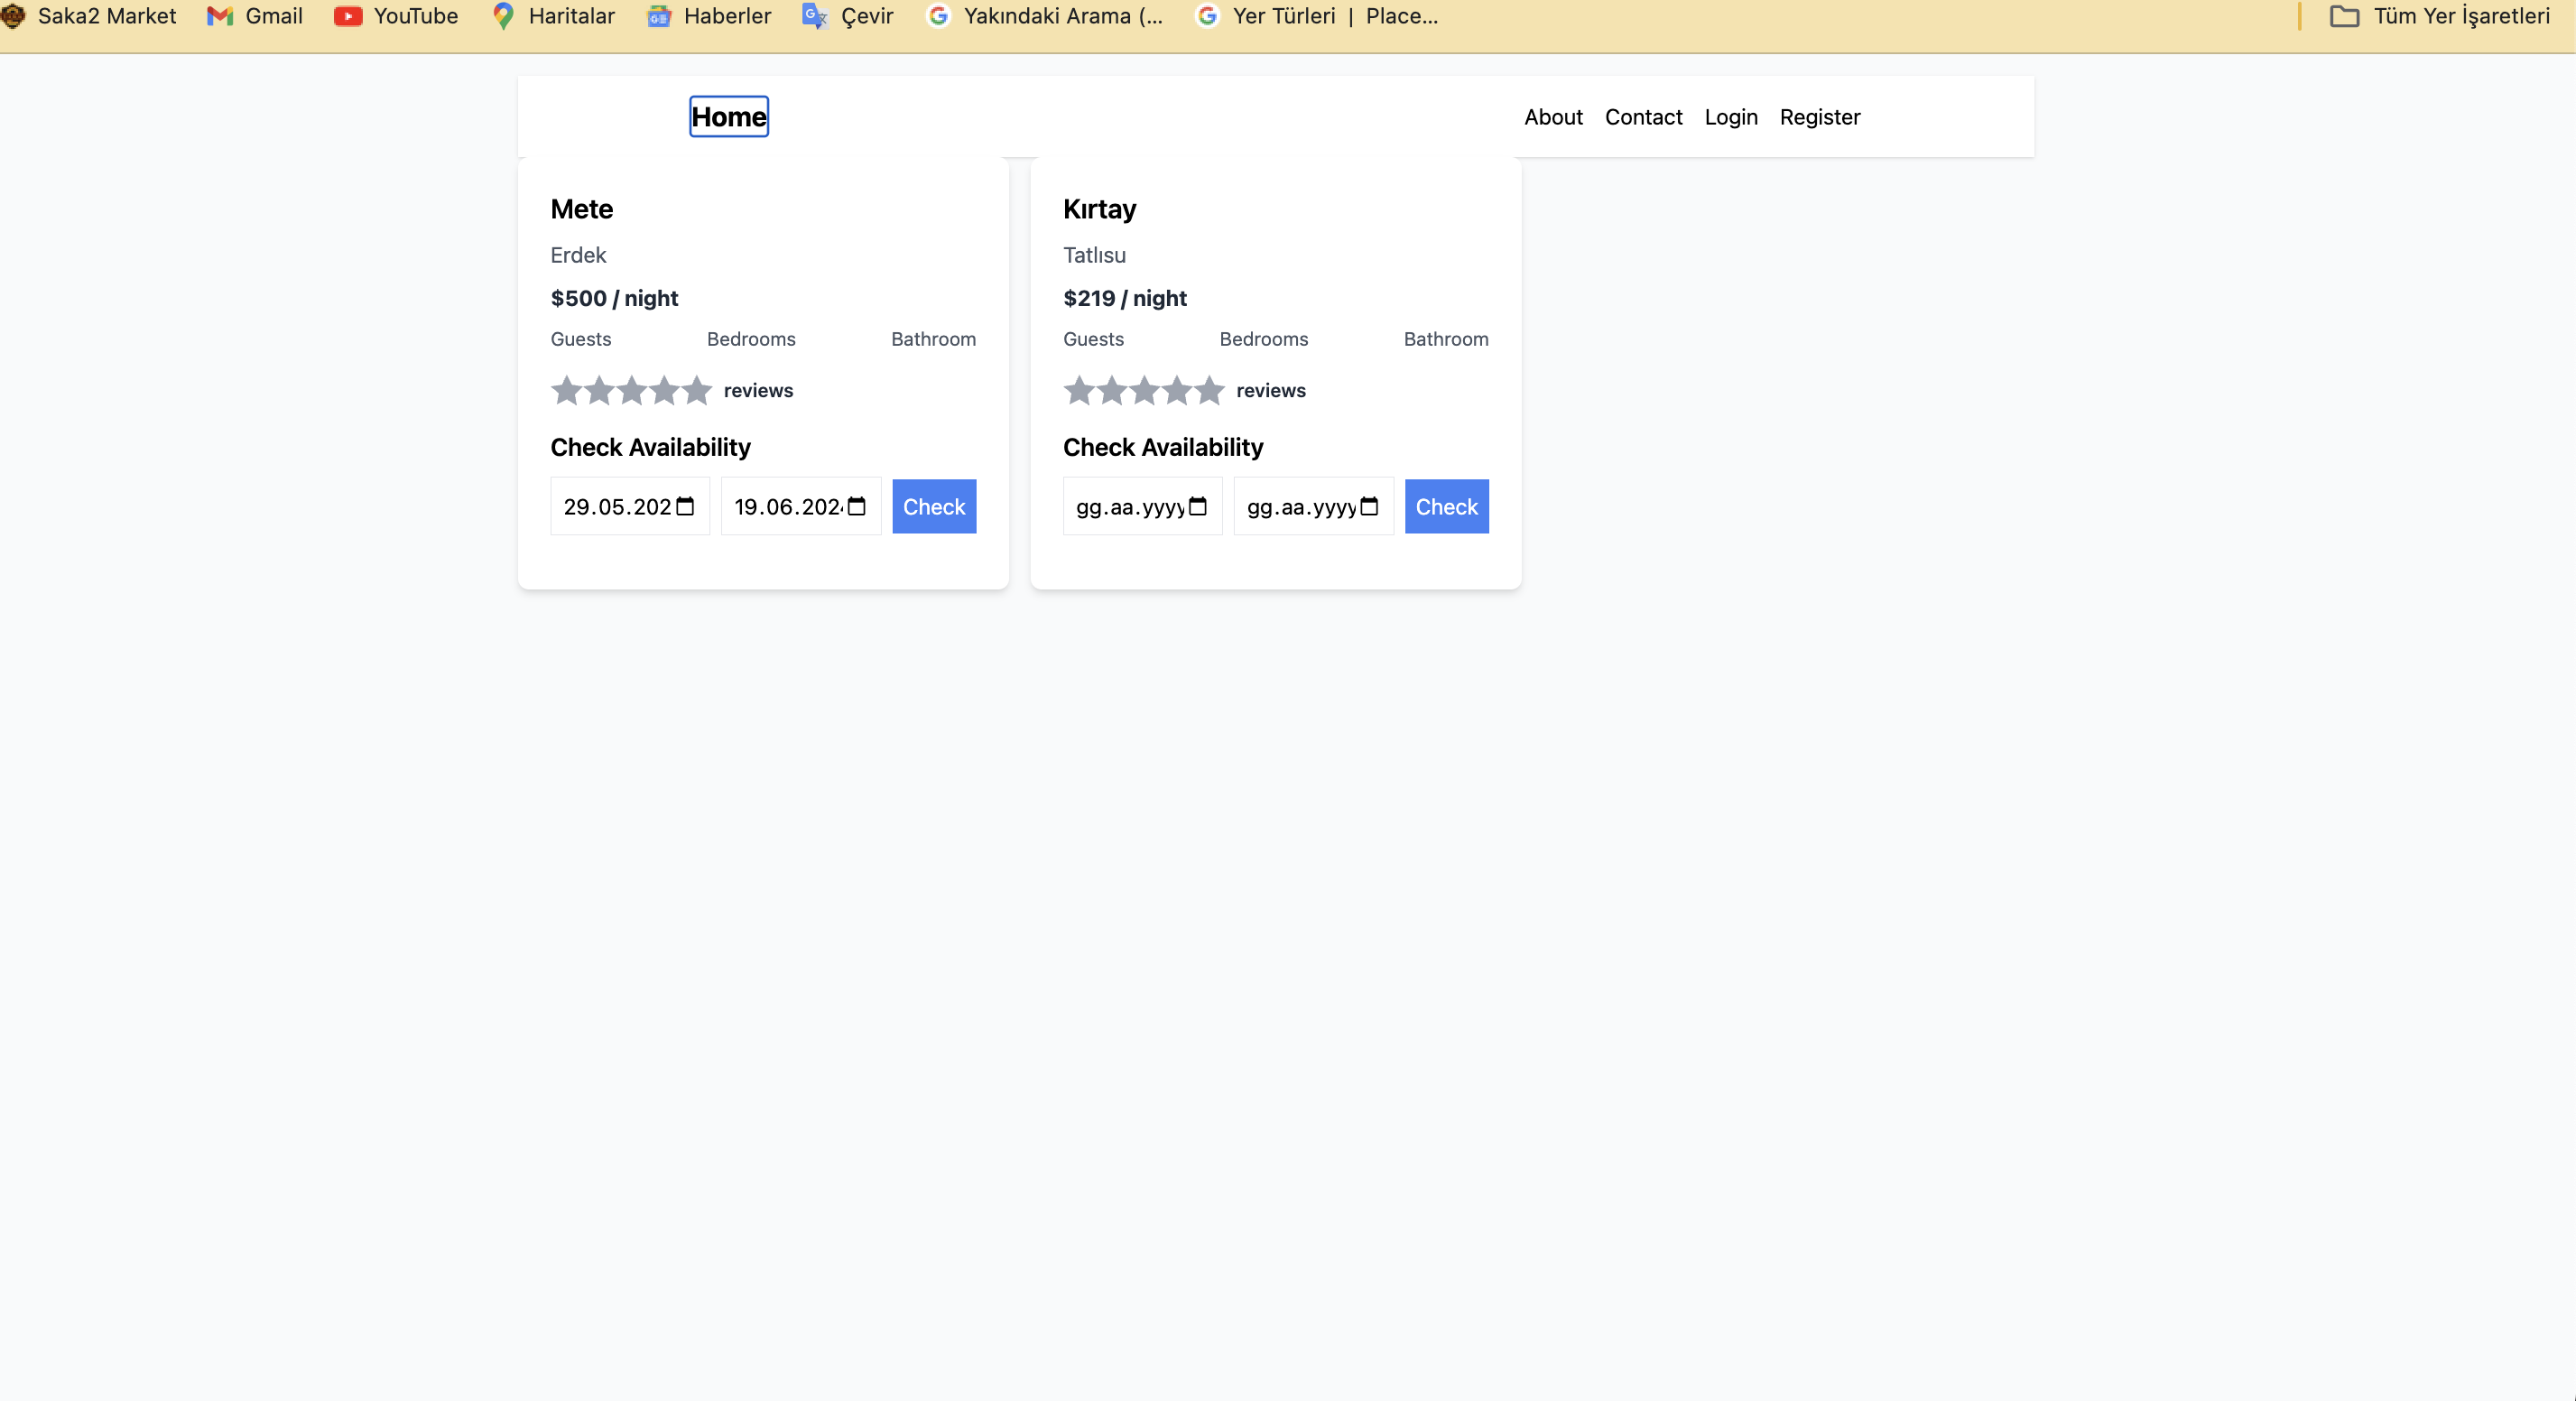 Saka2 Market Gmail YouTube Haritalar Haberler Çevir Yakındaki Arama (... Yer Türleri | Place... Tüm Yer İşaretleri
Home About Contact Login Register
Mete
Erdek
$500 / night
Guests Bedrooms Bathroom
reviews
Check Availability
29.05.202 19.06.202 Check
Kırtay
Tatlısu
$219 / night
Guests Bedrooms Bathroom
reviews
Check Availability
gg.aa.yyyy gg.aa.yyyy Check